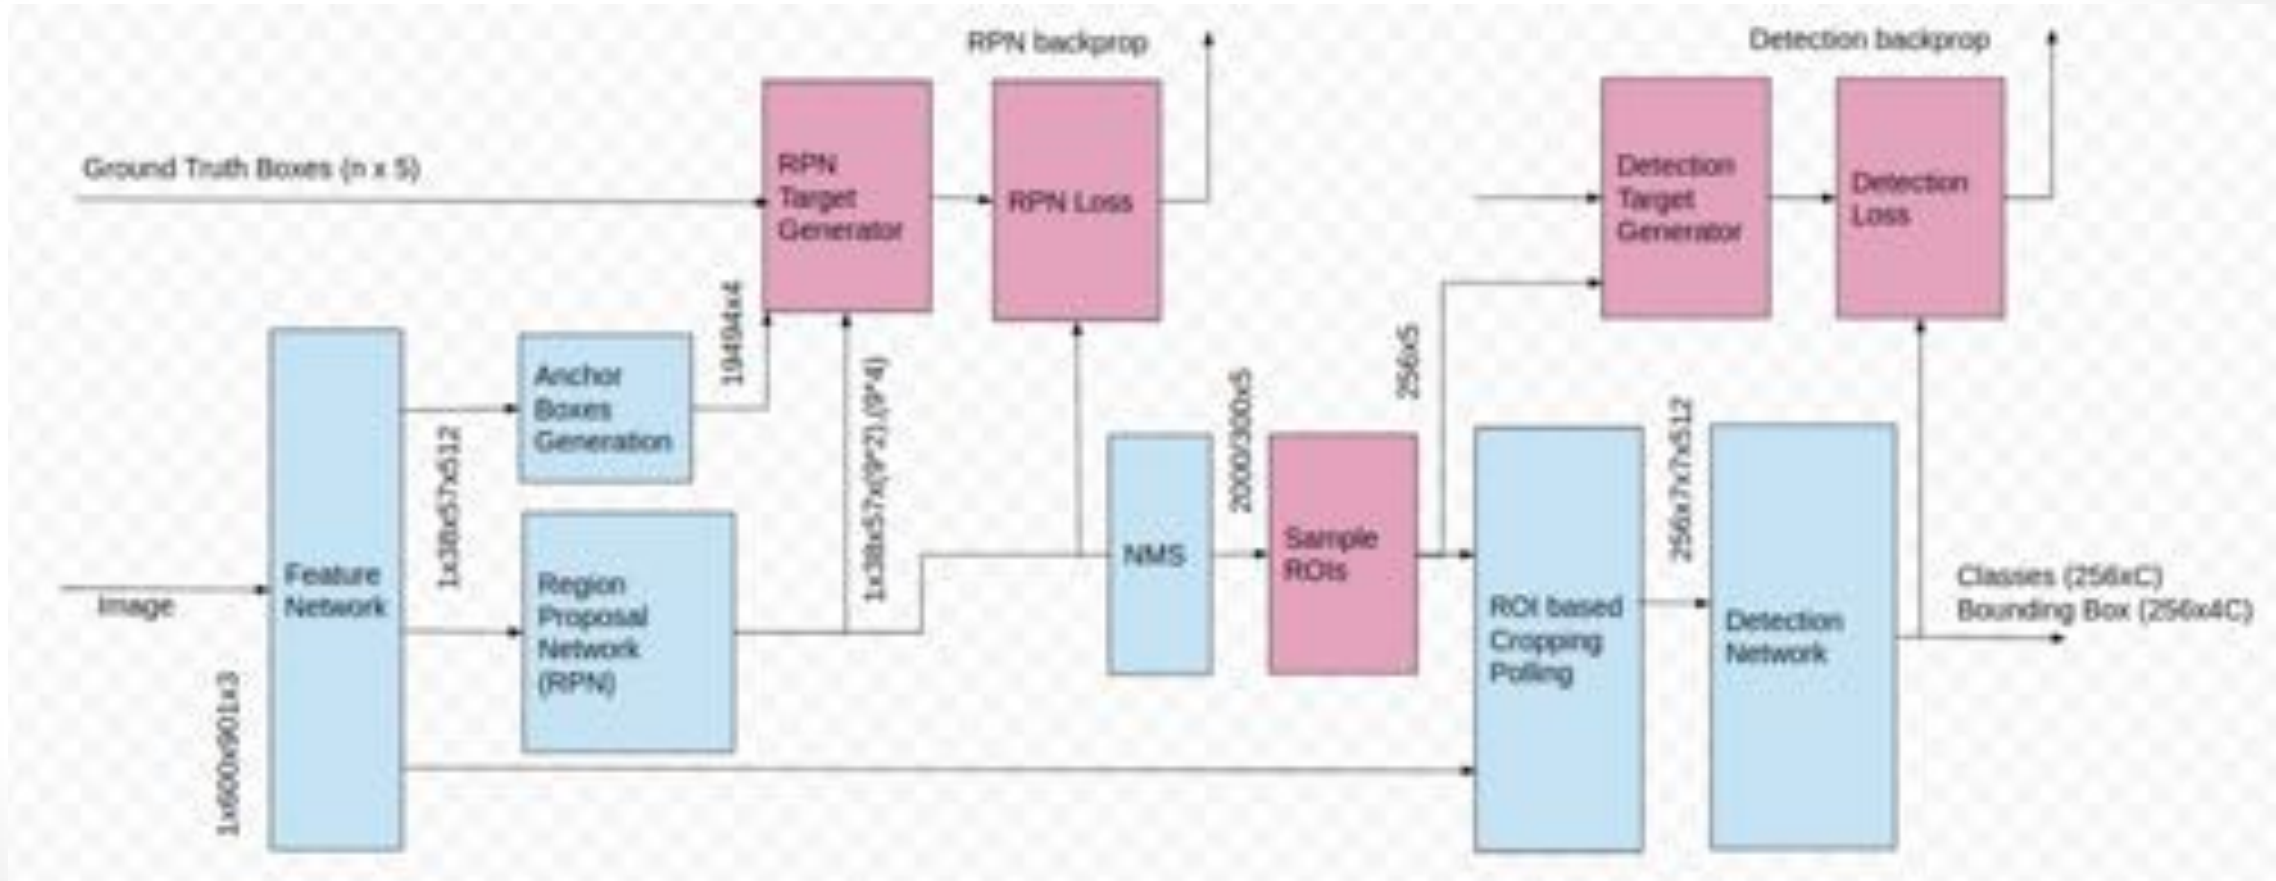 RPN backprop
Detection backprop
Ground Truth Boxes (n x 5)
RPN
Target
Generator
RPN Loss
Detection
Target
Generator
Detection
Loss
19494x4
Anchor
Boxes
Generation
1x38x57x512
1x38x57x(9*2),(9*4)
2000/300x5
256x5
256x7x7x512
Image
1x600x901x3
Feature
Network
Region
Proposal
Network
(RPN)
NMS
Sample
ROIs
ROI based
Cropping
Polling
Detection
Network
Classes (256xC)
Bounding Box (256x4C)